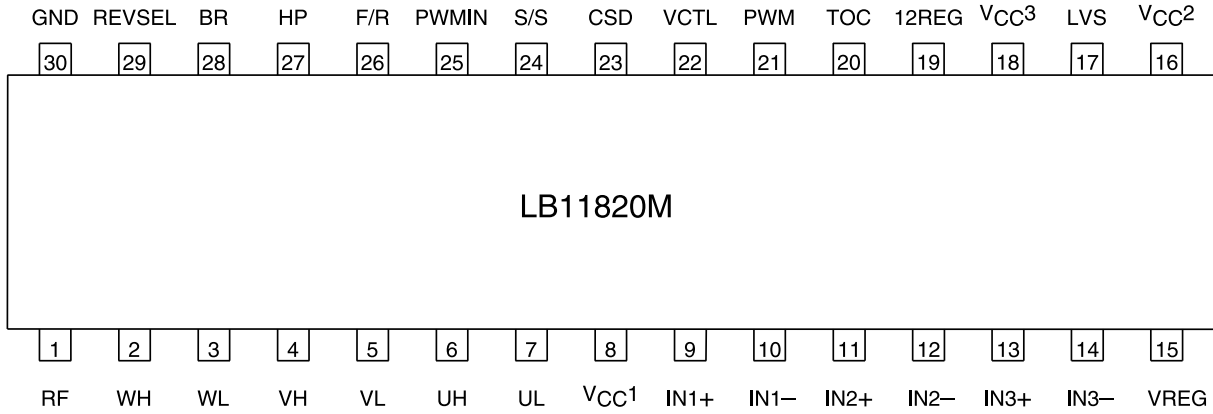 GND REVSEL BR HP F/R PWMIN S/S CSD VCTL PWM TOC 12REG VCC3 LVS VCC2
30 29 28 27 26 25 24 23 22 21 20 19 18 17 16
LB11820M
1 2 3 4 5 6 7 8 9 10 11 12 13 14 15
RF WH WL VH VL UH UL VCC1 IN1+ IN1– IN2+ IN2– IN3+ IN3– VREG